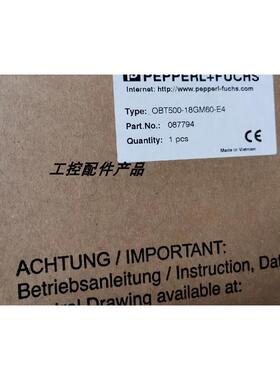 PEPPERL+FUCHS
Internet: http://www.pepperl-fuchs.com
Type: OBT500-18GM60-E4
Part.No.: 087794
Quantity: 1 pcs
CE
Made in Vietnam
工控配件产品
ACHTUNG / IMPORTANT:
Betriebsanleitung / Instruction, Dat
Drawing available at: